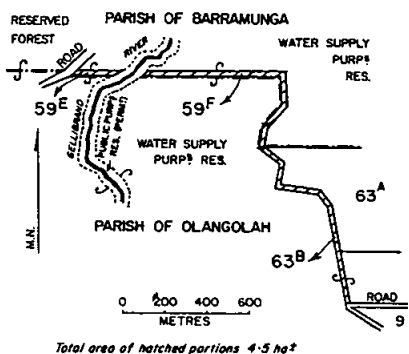 RESERVED
FOREST
PARISH OF BARRAMUNGA
ROAD
RIVER
WATER SUPPLY
PURPS
RES.
59E
59F
GELLIBRAND
(PUBLIC PURPS
RES. (PERMT)
WATER SUPPLY
PURPS RES.
M.N.
63A
PARISH OF OLANGOLAH
63B
0 200 400 600
METRES
ROAD
9
Total area of hatched portions 4·5 ha±